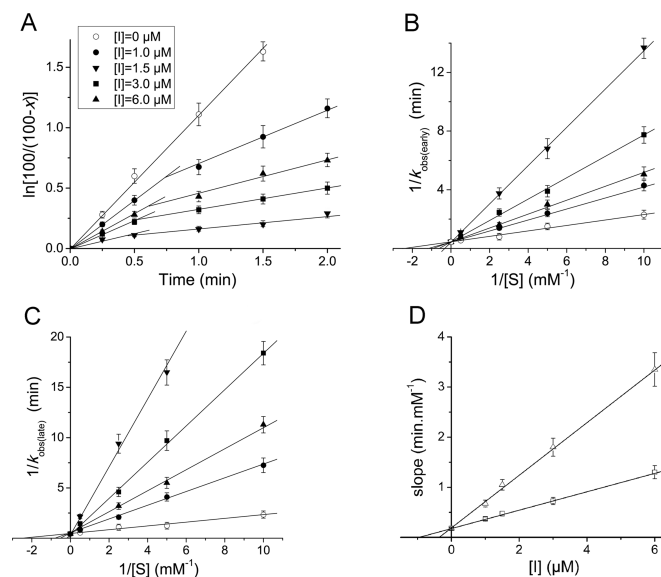 A
[I]=0 µM
[I]=1.0 µM
[I]=1.5 µM
[I]=3.0 µM
[I]=6.0 µM
ln[100/(100-x)]
1.5
1.0
0.5
0.0
0.0 0.5 1.0 1.5 2.0
Time (min)
B
1/kobs(early) (min)
14
12
8
4
0
-2 0 2 4 6 8 10
1/[S] (mM⁻¹)
C
1/kobs(late) (min)
20
15
10
5
0
-2 0 2 4 6 8 10
1/[S] (mM⁻¹)
D
slope (min.mM⁻¹)
4
3
2
1
0
0 2 4 6
[I] (µM)